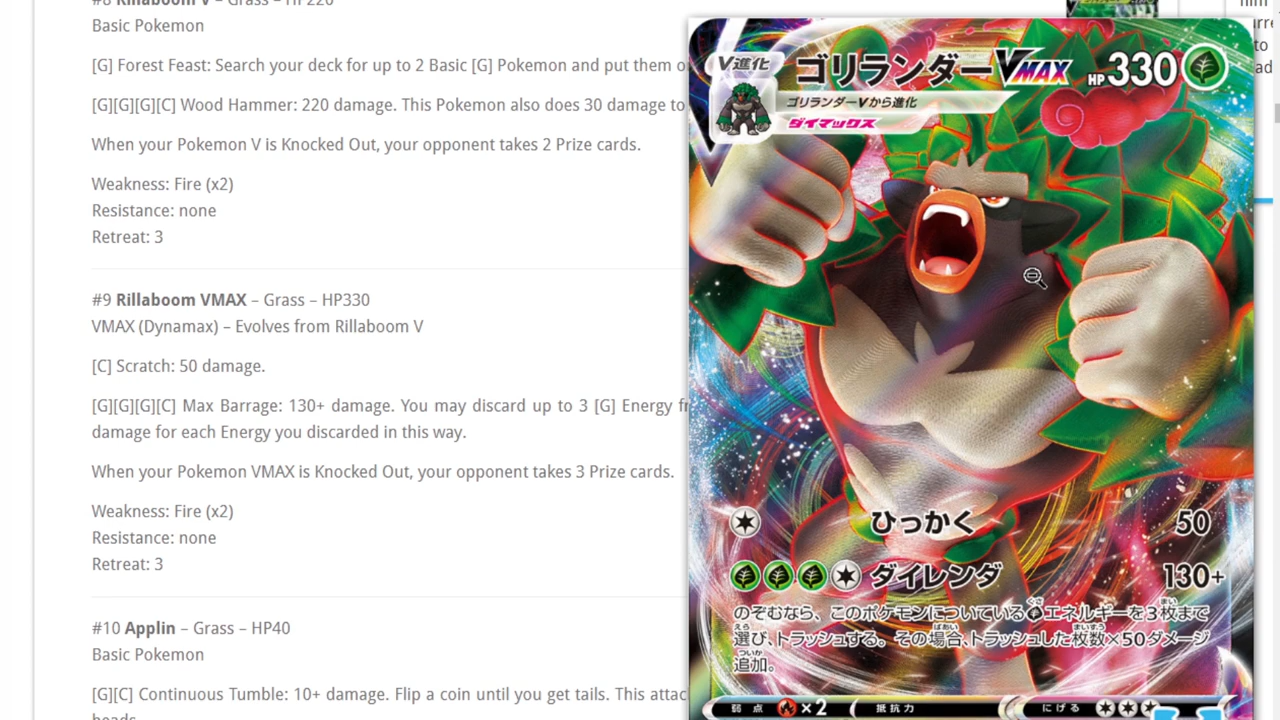 #8 Rillaboom V – Grass – HP220
Basic Pokemon
[G] Forest Feast: Search your deck for up to 2 Basic [G] Pokemon and put them
[G][G][G][C] Wood Hammer: 220 damage. This Pokemon also does 30 damage to
When your Pokemon V is Knocked Out, your opponent takes 2 Prize cards.
Weakness: Fire (x2)
Resistance: none
Retreat: 3
#9 Rillaboom VMAX – Grass – HP330
VMAX (Dynamax) – Evolves from Rillaboom V
[C] Scratch: 50 damage.
[G][G][G][C] Max Barrage: 130+ damage. You may discard up to 3 [G] Energy
damage for each Energy you discarded in this way.
When your Pokemon VMAX is Knocked Out, your opponent takes 3 Prize cards.
Weakness: Fire (x2)
Resistance: none
Retreat: 3
#10 Applin – Grass – HP40
Basic Pokemon
[G][C] Continuous Tumble: 10+ damage. Flip a coin until you get tails. This
heads.
V進化
ゴリランダーVMAX HP330
ゴリランダーVから進化
ダイマックス
ひっかく 50
ダイレンダ 130+
のぞむなら、このポケモンについているエネルギーを3枚まで
選び、トラッシュする。その場合、トラッシュした枚数×50ダメージ
追加。
弱点 ×2 抵抗力 にげる